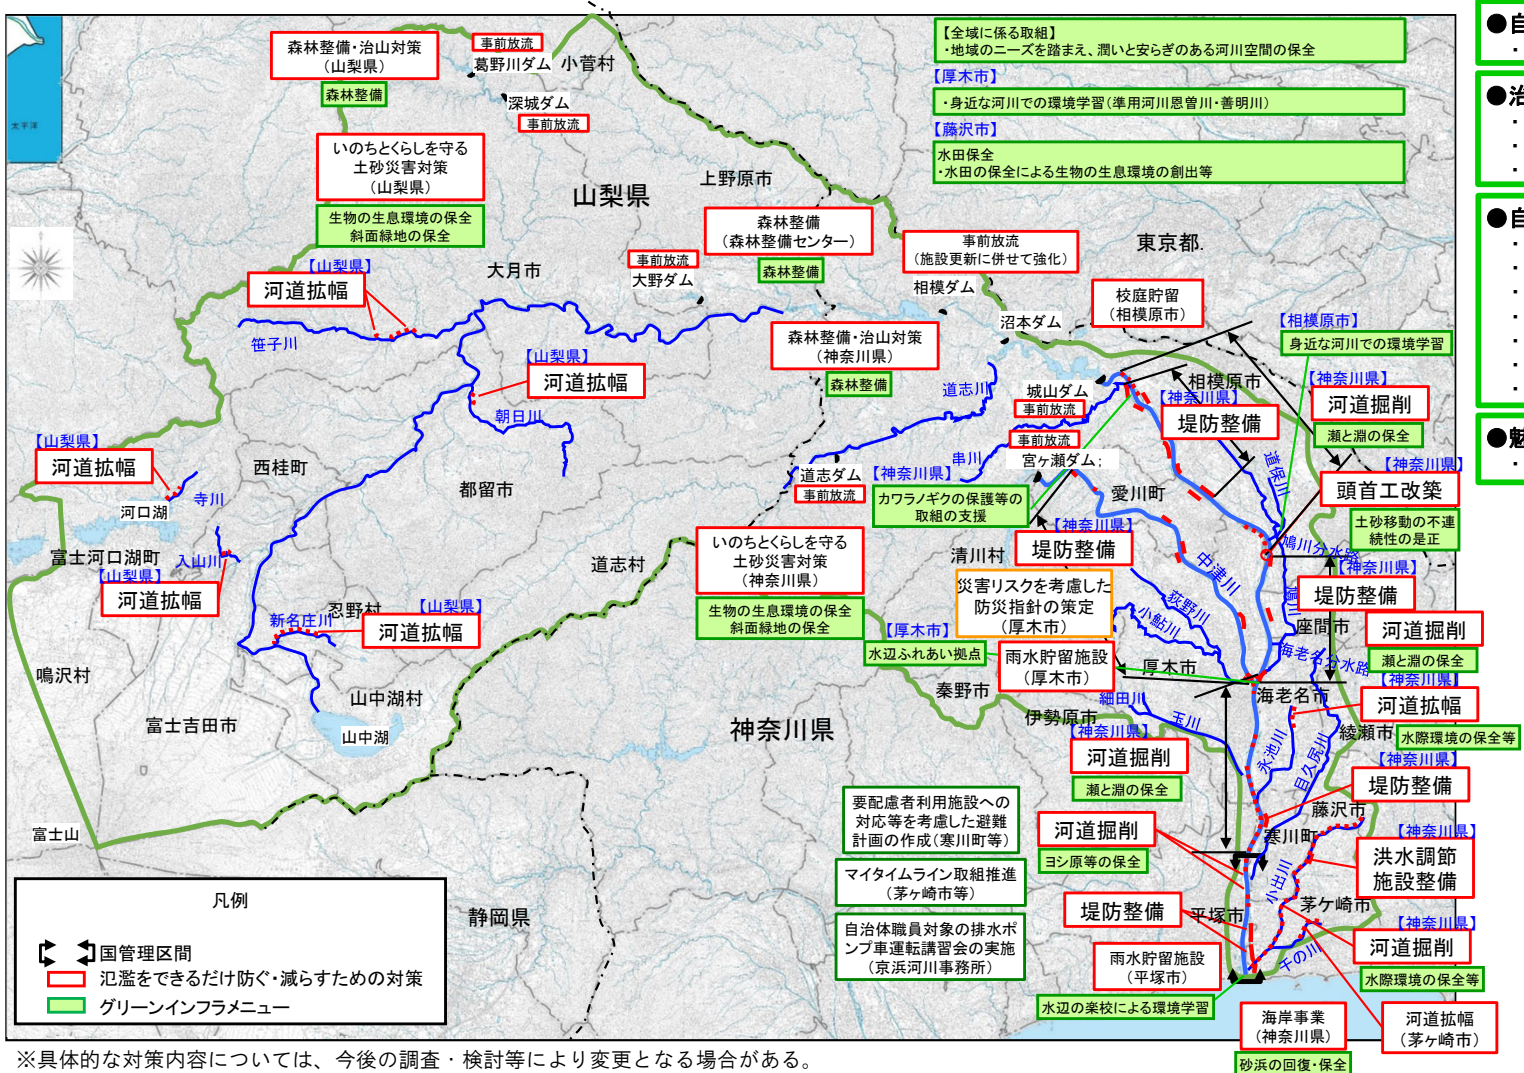 太平洋
森林整備・治山対策
(山梨県)
森林整備
事前放流
葛野川ダム
小菅村
深城ダム
事前放流
いのちとくらしを守る
土砂災害対策
(山梨県)
生物の生息環境の保全
斜面緑地の保全
【全域に係る取組】
・地域のニーズを踏まえ、潤いと安らぎのある河川空間の保全
【厚木市】
・身近な河川での環境学習(準用河川恩曽川・善明川)
【藤沢市】
水田保全
・水田の保全による生物の生息環境の創出等
●自
・
●治
・
・
・
●自
・
・
・
・
・
・
・
●魅
・
山梨県
上野原市
森林整備
(森林整備センター)
森林整備
事前放流
(施設更新に併せて強化)
相模ダム
東京都.
【山梨県】
河道拡幅
大月市
事前放流
大野ダム
笹子川
沼本ダム
校庭貯留
(相模原市)
【相模原市】
身近な河川での環境学習
森林整備・治山対策
(神奈川県)
森林整備
【山梨県】
河道拡幅
朝日川
道志川
城山ダム
事前放流
相模原市
【神奈川県】
堤防整備
【神奈川県】
河道掘削
瀬と淵の保全
【山梨県】
河道拡幅
西桂町
寺川
河口湖
都留市
道志ダム
事前放流
【神奈川県】
カワラノギクの保護等の
取組の支援
串川
事前放流
宮ヶ瀬ダム;
愛川町
道保川
【神奈川県】
頭首工改築
土砂移動の不連
続性の是正
富士河口湖町
入山川
【山梨県】
河道拡幅
道志村
いのちとくらしを守る
土砂災害対策
(神奈川県)
生物の生息環境の保全
斜面緑地の保全
清川村
【神奈川県】
堤防整備
中津川
鳩川分水路
【神奈川県】
堤防整備
鳩川
忍野村
新名庄川
【山梨県】
河道拡幅
災害リスクを考慮した
防災指針の策定
(厚木市)
荻野川
小鮎川
座間市
河道掘削
瀬と淵の保全
【厚木市】
水辺ふれあい拠点
雨水貯留施設
(厚木市)
厚木市
海老名分水路
海老名市
【神奈川県】
河道拡幅
水際環境の保全等
鳴沢村
富士吉田市
山中湖村
山中湖
神奈川県
秦野市
伊勢原市
細田川
玉川
【神奈川県】
河道掘削
瀬と淵の保全
永池川
目久尻川
綾瀬市
【神奈川県】
堤防整備
藤沢市
富士山
静岡県
要配慮者利用施設への
対応等を考慮した避難
計画の作成(寒川町等)
マイタイムライン取組推進
(茅ヶ崎市等)
自治体職員対象の排水ポ
ンプ車運転講習会の実施
(京浜河川事務所)
河道掘削
ヨシ原等の保全
寒川町
【神奈川県】
洪水調節
施設整備
小出川
堤防整備
平塚市
茅ケ崎市
【神奈川県】
河道掘削
水際環境の保全等
千の川
雨水貯留施設
(平塚市)
水辺の楽校による環境学習
海岸事業
(神奈川県)
砂浜の回復・保全
河道拡幅
(茅ヶ崎市)
凡例
国管理区間
氾濫をできるだけ防ぐ・減らすための対策
グリーンインフラメニュー
※具体的な対策内容については、今後の調査・検討等により変更となる場合がある。